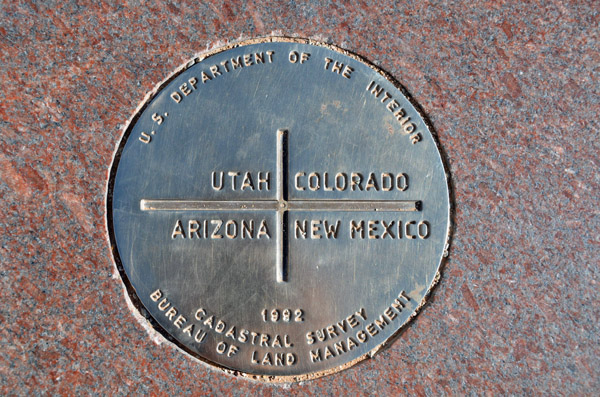 U.S. DEPARTMENT OF THE INTERIOR
UTAH COLORADO
ARIZONA NEW MEXICO
1992
CADASTRAL SURVEY
BUREAU OF LAND MANAGEMENT